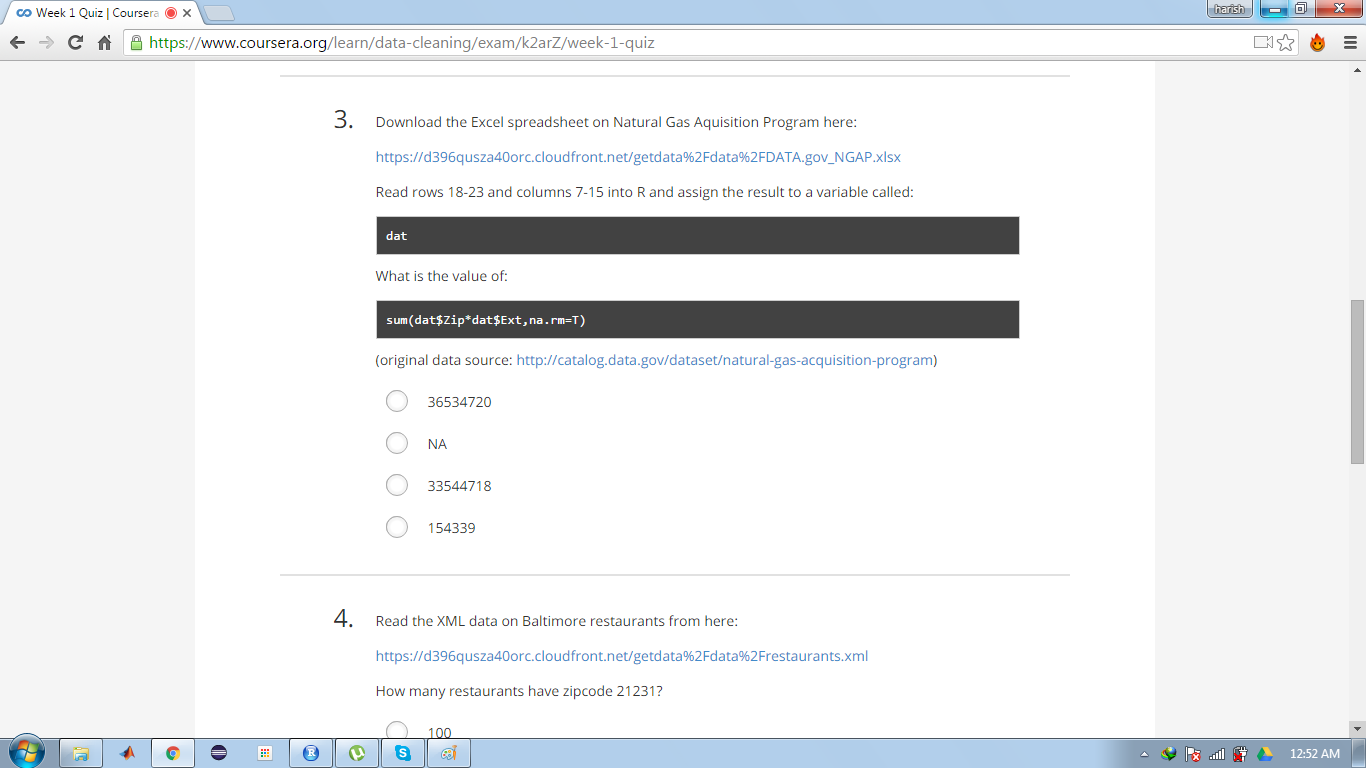 Week 1 Quiz | Coursera
harish
https://www.coursera.org/learn/data-cleaning/exam/k2arZ/week-1-quiz
3.
Download the Excel spreadsheet on Natural Gas Aquisition Program here:
https://d396qusza40orc.cloudfront.net/getdata%2Fdata%2FDATA.gov_NGAP.xlsx
Read rows 18-23 and columns 7-15 into R and assign the result to a variable called:
dat
What is the value of:
sum(dat$Zip*dat$Ext,na.rm=T)
(original data source: http://catalog.data.gov/dataset/natural-gas-acquisition-program)
36534720
NA
33544718
154339
4.
Read the XML data on Baltimore restaurants from here:
https://d396qusza40orc.cloudfront.net/getdata%2Fdata%2Frestaurants.xml
How many restaurants have zipcode 21231?
100
12:52 AM